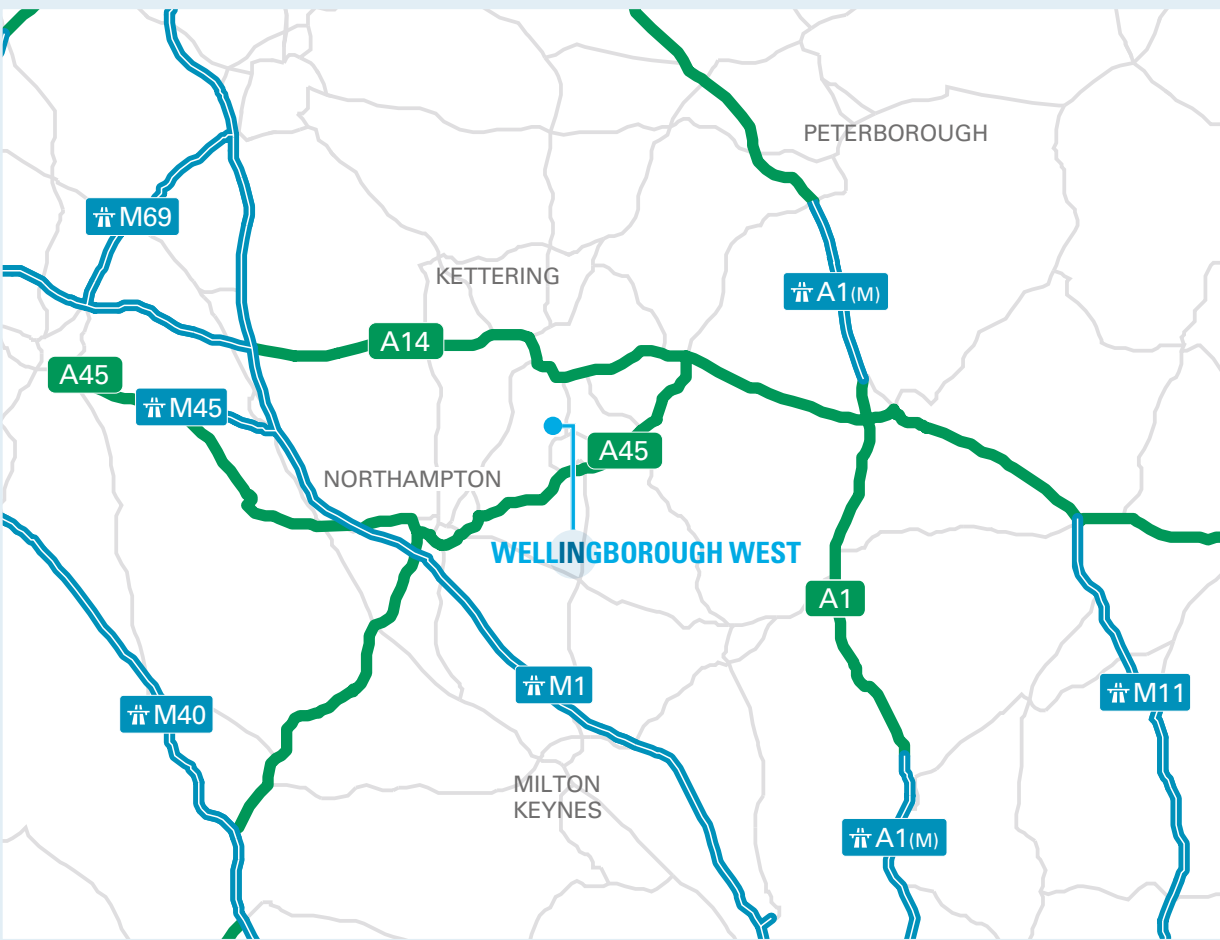 PETERBOROUGH
M69
KETTERING
A1(M)
A14
A45
M45
A45
NORTHAMPTON
WELLINGBOROUGH WEST
A1
M1
M11
M40
MILTON
KEYNES
A1(M)